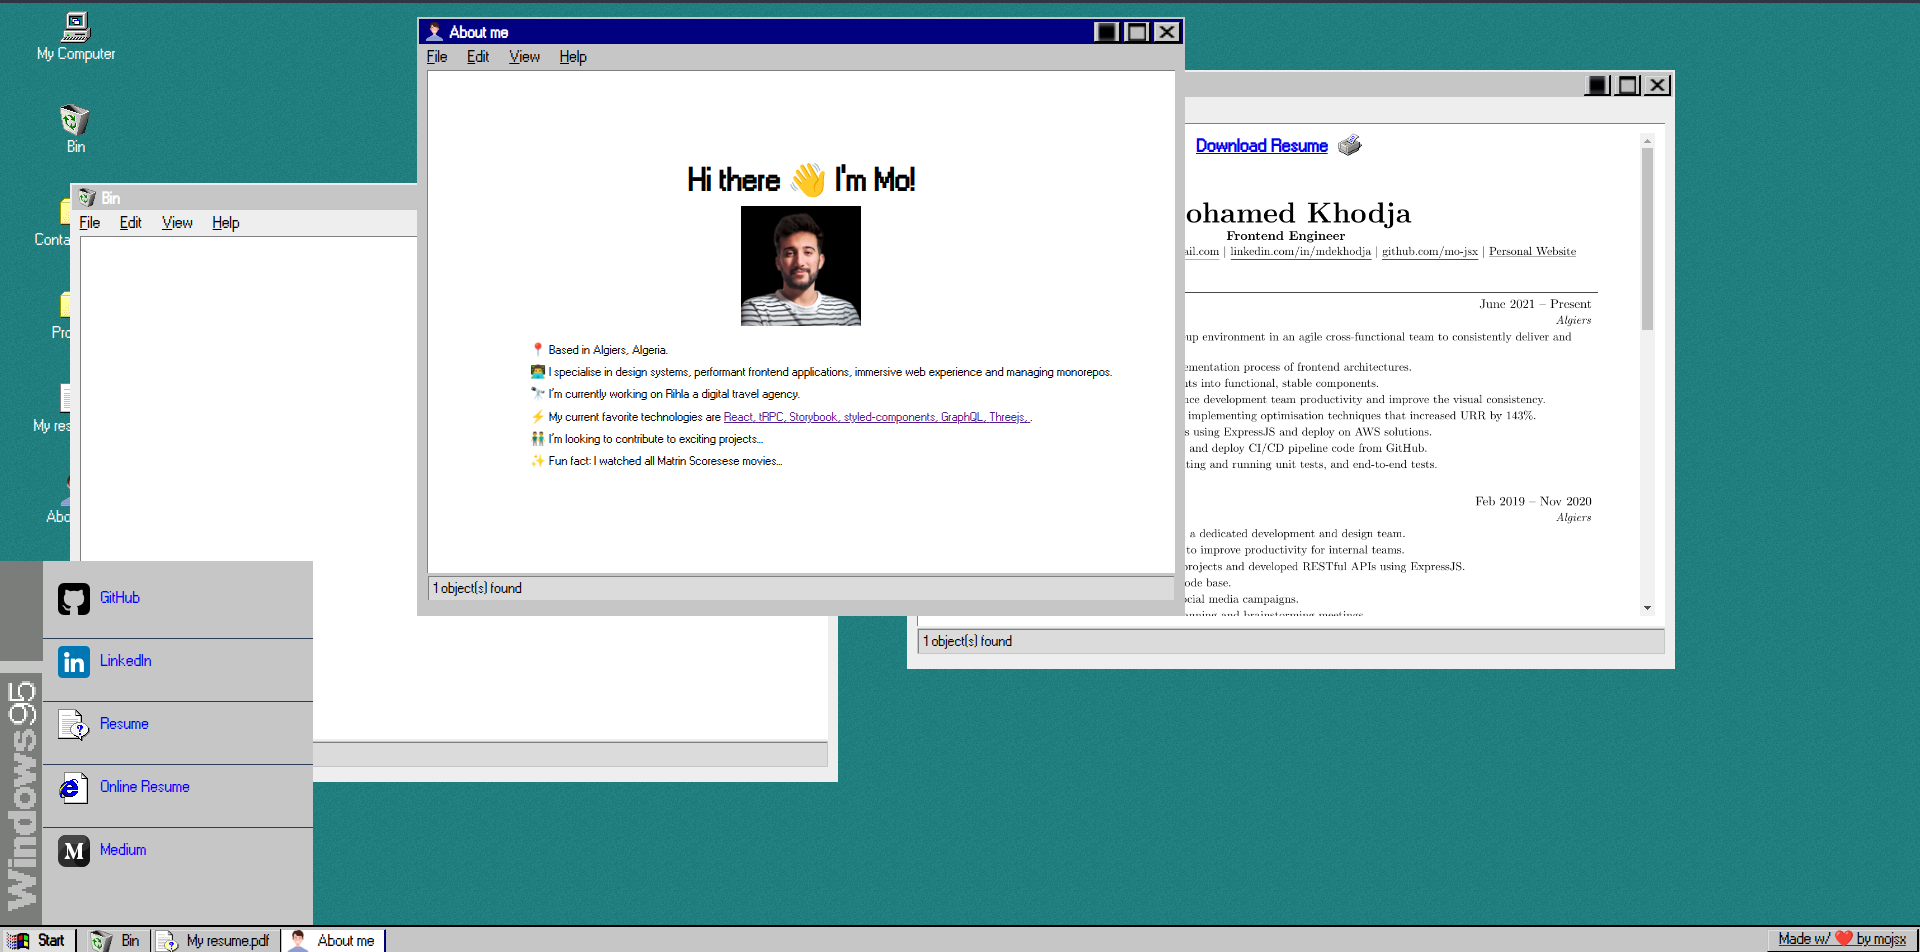 My Computer
Bin
Conta
Pro
My res
Abo
Bin
File Edit View Help
About me
File Edit View Help
Hi there 👋 I'm Mo!
📍 Based in Algiers, Algeria.
👨‍💻 I specialise in design systems, performant frontend applications, immersive web experience and managing monorepos.
🔭 I'm currently working on Rihla a digital travel agency.
⚡ My current favorite technologies are React, tRPC, Storybook, styled-components, GraphQL, Threejs, .
👬 I'm looking to contribute to exciting projects...
✨ Fun fact: I watched all Matrin Scoresese movies...
1 object(s) found
Download Resume
ohamed Khodja
Frontend Engineer
ail.com | linkedin.com/in/mdekhodja | github.com/mo-jsx | Personal Website
June 2021 – Present
Algiers
up environment in an agile cross-functional team to consistently deliver and
ementation process of frontend architectures.
nts into functional, stable components.
nce development team productivity and improve the visual consistency.
implementing optimisation techniques that increased URR by 143%.
s using ExpressJS and deploy on AWS solutions.
and deploy CI/CD pipeline code from GitHub.
ting and running unit tests, and end-to-end tests.
Feb 2019 – Nov 2020
Algiers
a dedicated development and design team.
to improve productivity for internal teams.
rojects and developed RESTful APIs using ExpressJS.
ode base.
cial media campaigns.
nning and brainstorming meetings.
1 object(s) found
GitHub
LinkedIn
Resume
Online Resume
Medium
Windows95
Start
Bin
My resume.pdf
About me
Made w/ ❤️ by mojsx